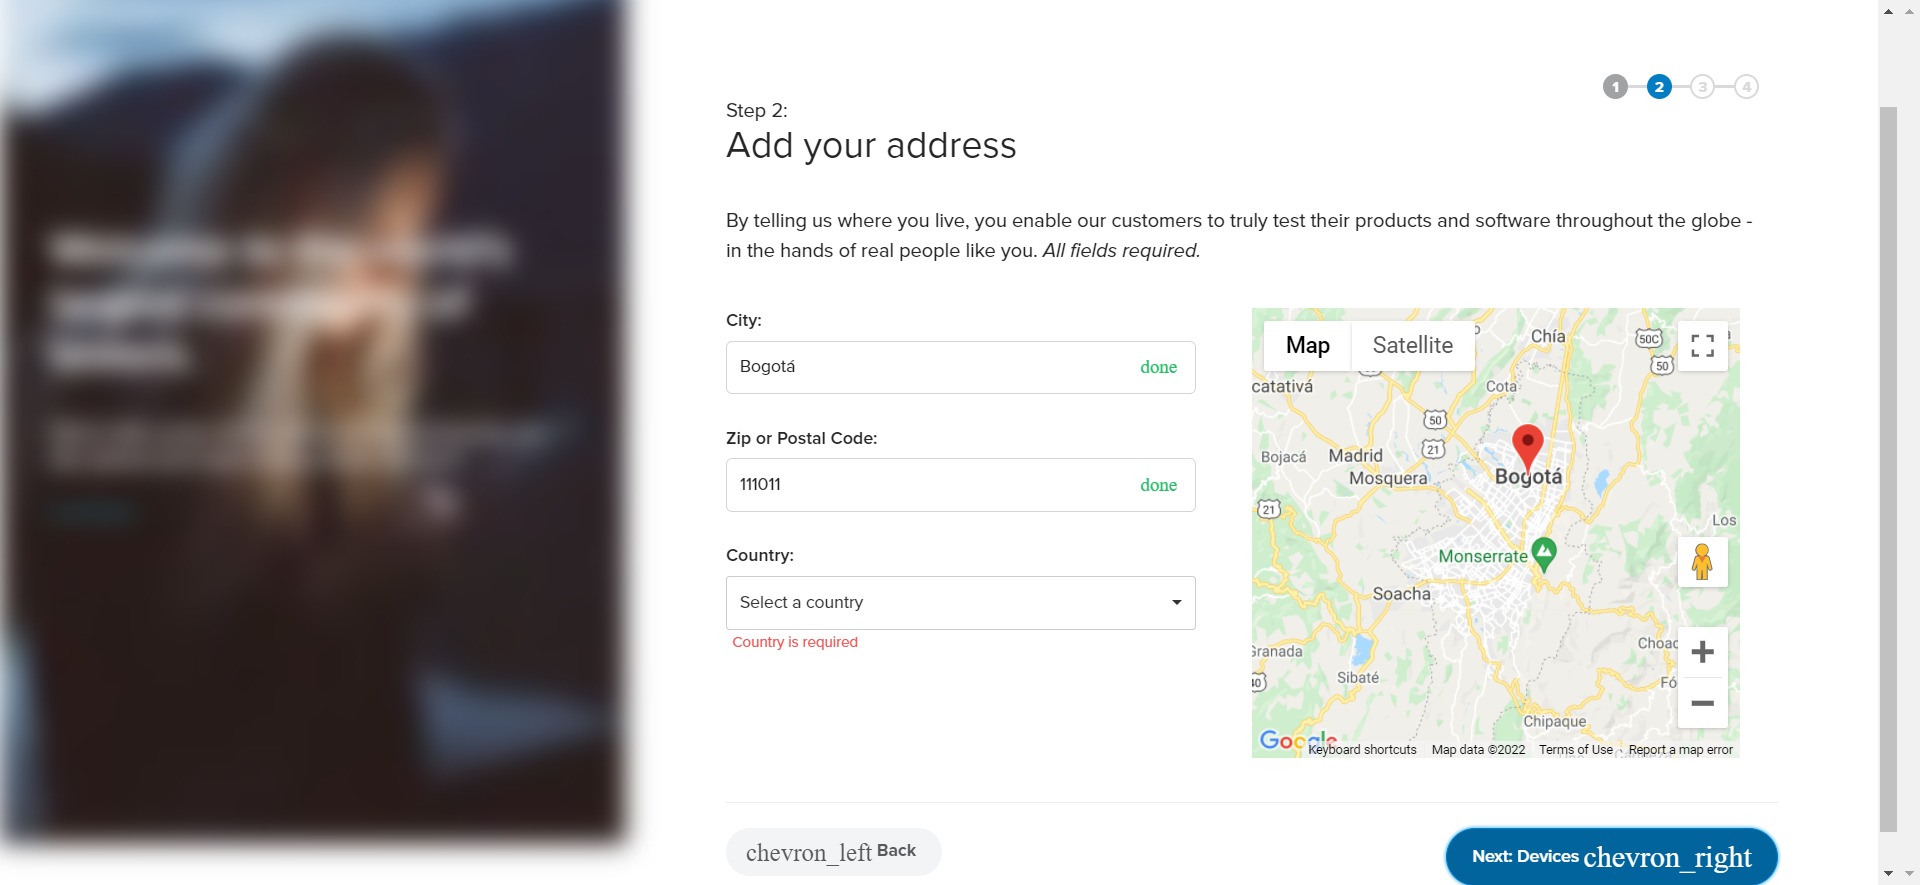 1 2 3 4
Step 2:
Add your address
By telling us where you live, you enable our customers to truly test their products and software throughout the globe -
in the hands of real people like you. All fields required.
City:
Bogotá done
Zip or Postal Code:
111011 done
Country:
Select a country
Country is required
Map Satellite
Chía
50C
50
catativá
Cota
50
21
Bojacá
Madrid
Mosquera
Bogotá
21
Los
Monserrate
Soacha
Choac
Granada
40
Sibaté
Fó
Chipaque
Google
Keyboard shortcuts Map data ©2022 Terms of Use Report a map error
chevron_left Back
Next: Devices chevron_right